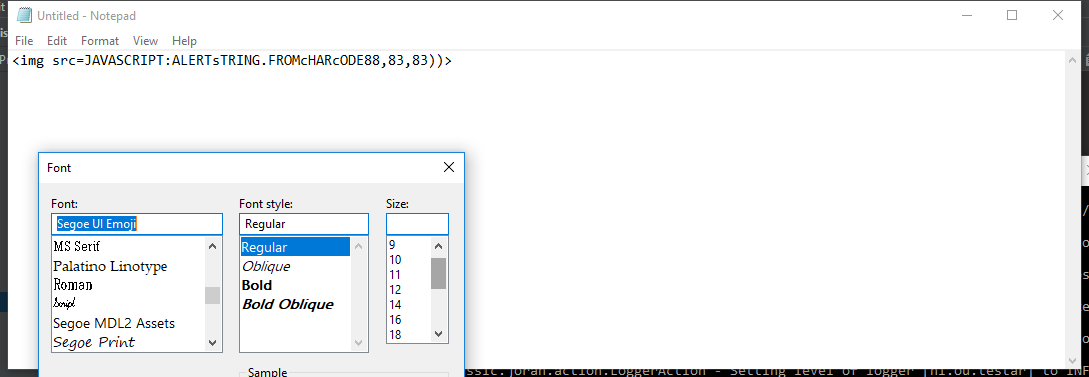 Untitled - Notepad
File Edit Format View Help
<img src=JAVASCRIPT:ALERTsTRING.FROMcHARcODE88,83,83))>
Font
Font: Font style: Size:
Segoe UI Emoji Regular
MS Serif
Palatino Linotype
Roman
Script
Segoe MDL2 Assets
Segoe Print
Regular
Oblique
Bold
Bold Oblique
9
10
11
12
14
16
18
Sample
ssic.joran.action.LoggerAction - Setting level of logger [nl.ou.testar] to INF